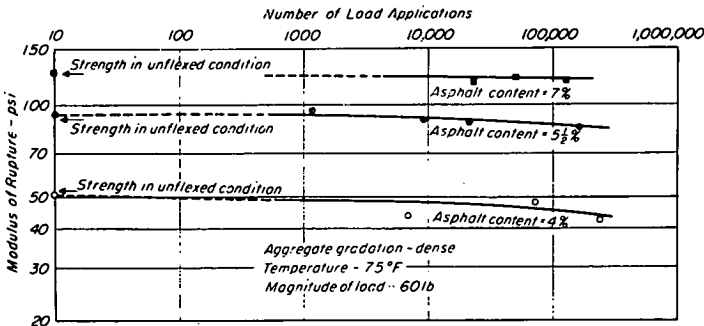 Number of Load Applications
10 100 1000 10,000 100,000 1,000,000
150
Strength in unflexed condition
Asphalt content = 7%
100
Strength in unflexed condition
Asphalt content = 5½%
70
Strength in unflexed condition
50
Asphalt content = 4%
40
Aggregate gradation - dense
30
Temperature - 75°F
Magnitude of load - 60 lb
20
Modulus of Rupture - psi